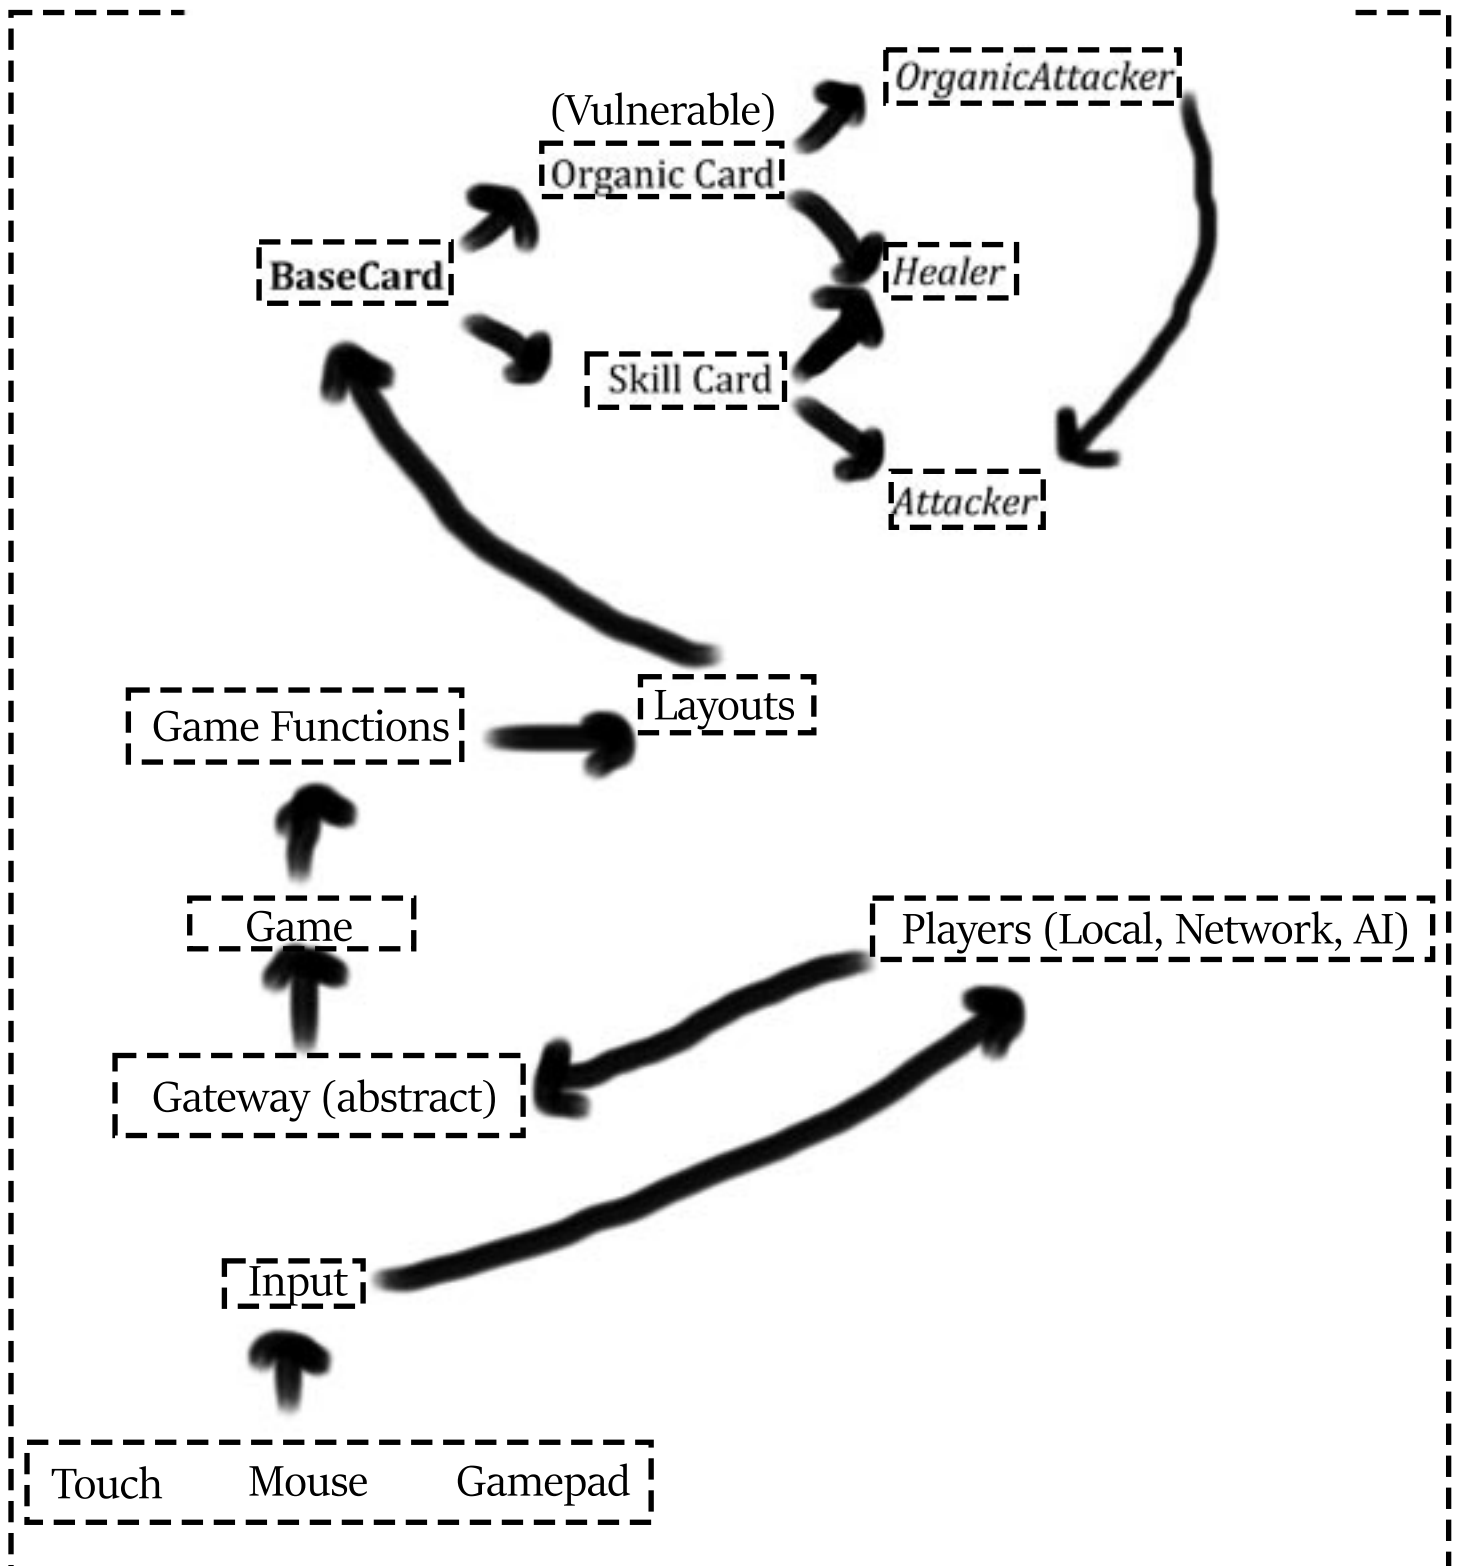 OrganicAttacker
(Vulnerable)
Organic Card
Healer
BaseCard
Skill Card
Attacker
Layouts
Game Functions
Game
Players (Local, Network, AI)
Gateway (abstract)
Input
Touch Mouse Gamepad